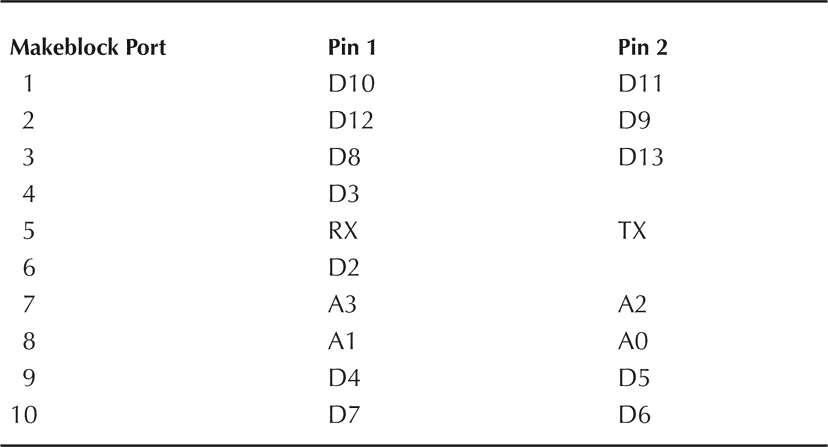 Makeblock Port Pin 1 Pin 2
1 D10 D11
2 D12 D9
3 D8 D13
4 D3
5 RX TX
6 D2
7 A3 A2
8 A1 A0
9 D4 D5
10 D7 D6